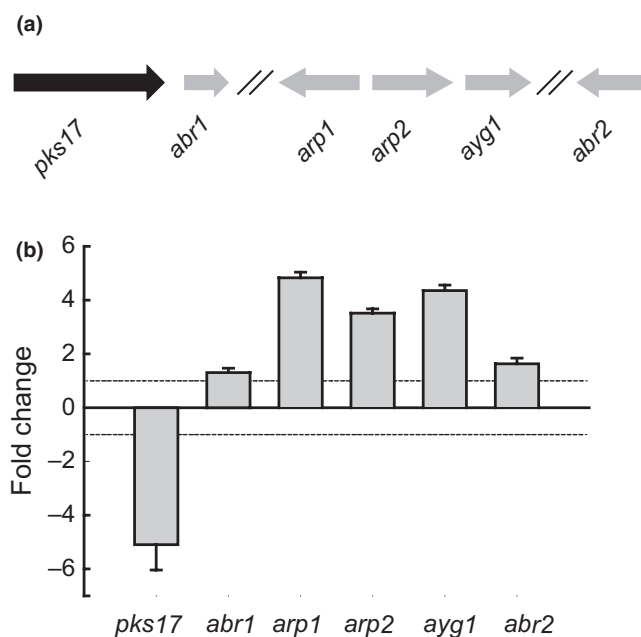 (a)
pks17
abr1
arp1
arp2
ayg1
abr2
(b)
Fold change
6
4
2
0
–2
–4
–6
pks17 abr1 arp1 arp2 ayg1 abr2